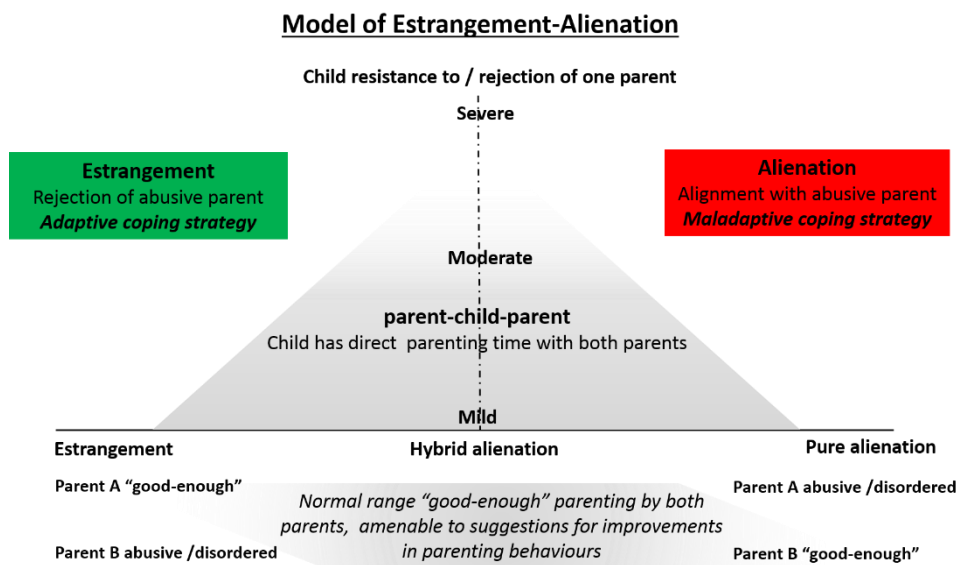 Model of Estrangement-Alienation
Child resistance to / rejection of one parent
Severe
Estrangement
Rejection of abusive parent
Adaptive coping strategy
Alienation
Alignment with abusive parent
Maladaptive coping strategy
Moderate
parent-child-parent
Child has direct parenting time with both parents
Mild
Estrangement
Hybrid alienation
Pure alienation
Parent A “good-enough”
Parent B abusive /disordered
Normal range “good-enough” parenting by both
parents, amenable to suggestions for improvements
in parenting behaviours
Parent A abusive /disordered
Parent B “good-enough”